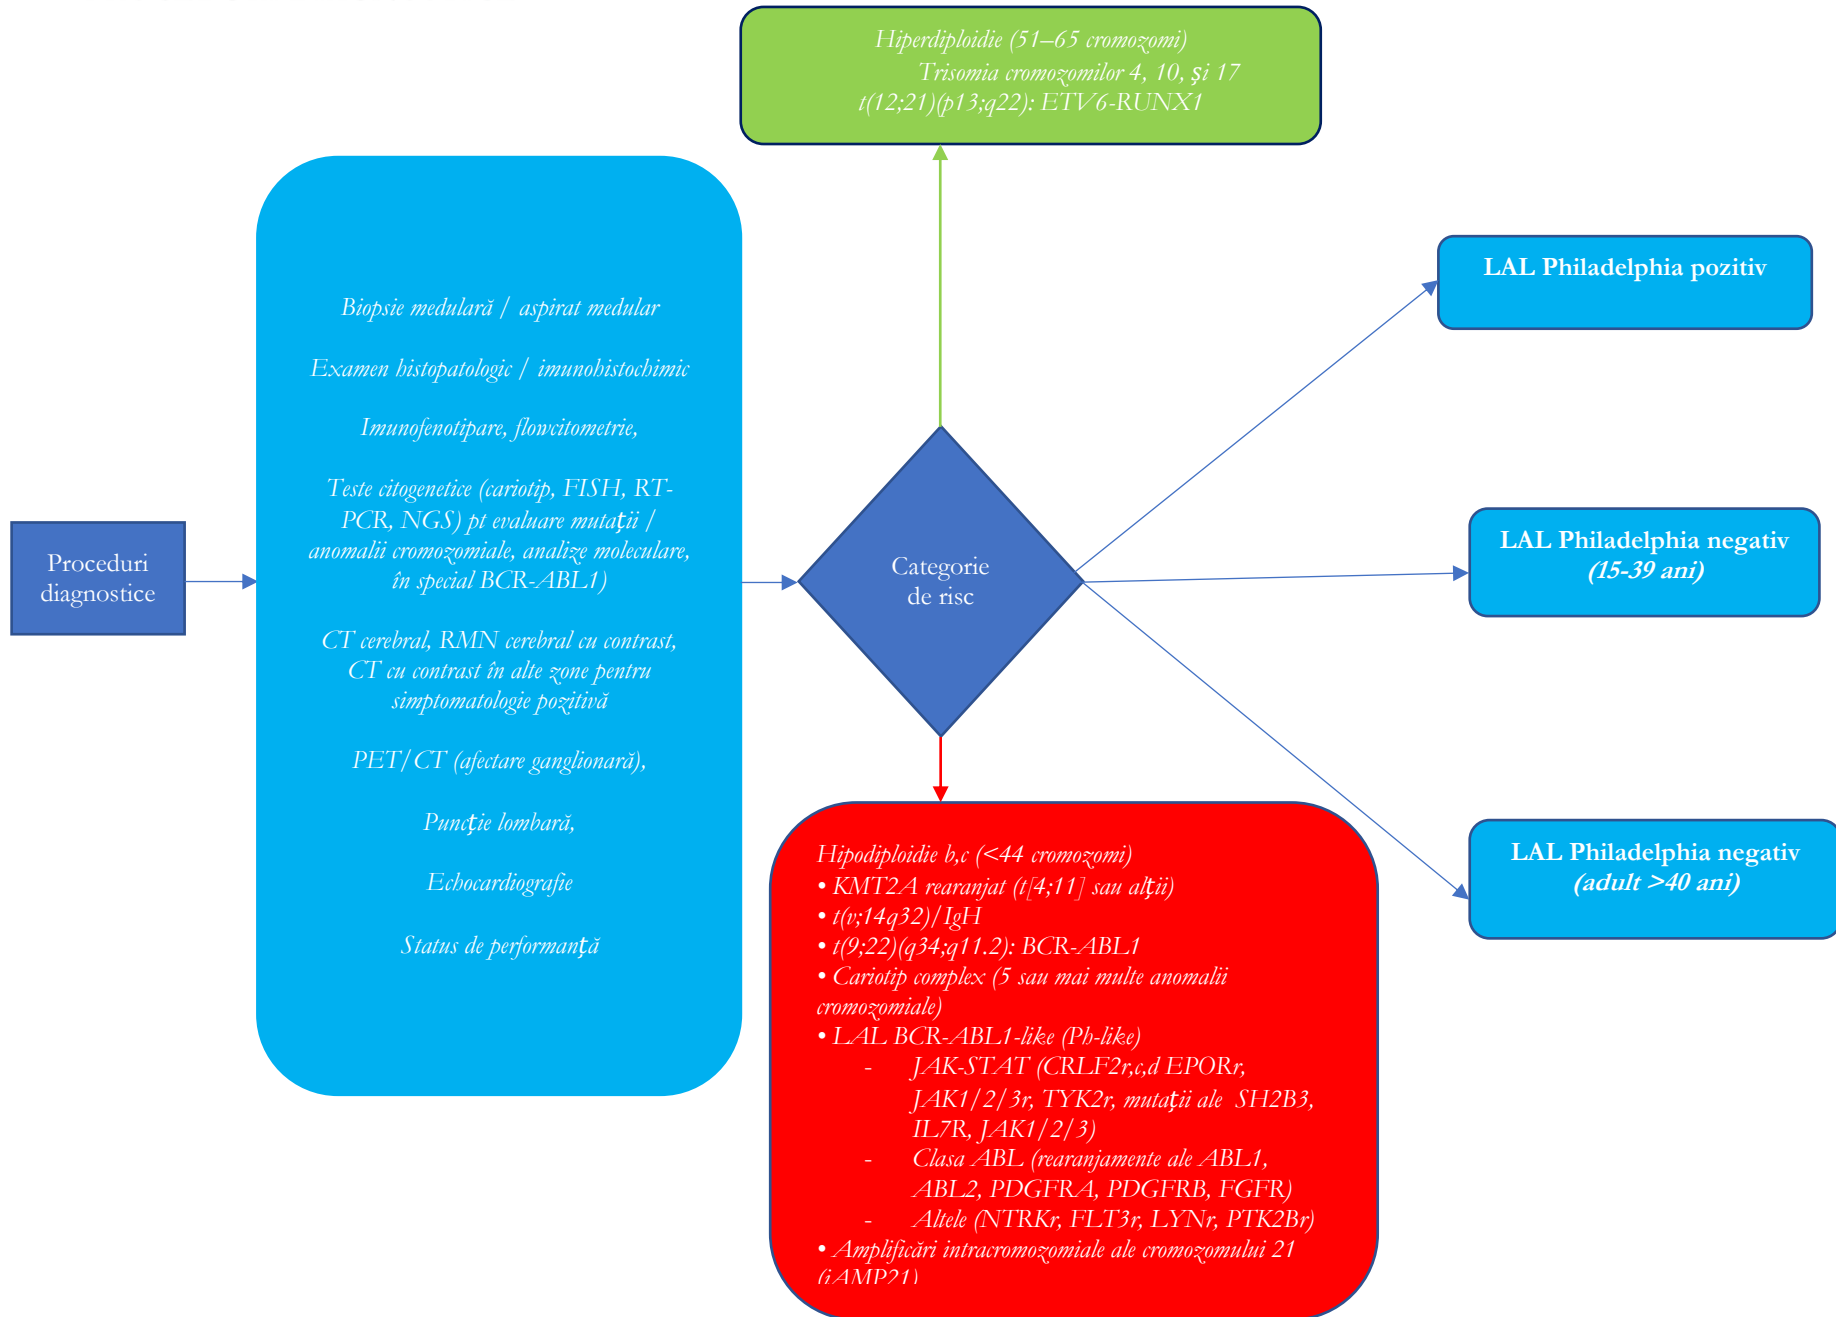 Hiperdiploidie (51–65 cromozomi)
Trisomia cromozomilor 4, 10, și 17
t(12;21)(p13;q22): ETV6-RUNX1
Proceduri
diagnostice
Biopsie medulară / aspirat medular
Examen histopatologic / imunohistochimic
Imunofenotipare, flowcitometrie,
Teste citogenetice (cariotip, FISH, RT-
PCR, NGS) pt evaluare mutații /
anomalii cromozomiale, analize moleculare,
în special BCR-ABL1)
CT cerebral, RMN cerebral cu contrast,
CT cu contrast în alte zone pentru
simptomatologie pozitivă
PET/CT (afectare ganglionară),
Puncție lombară,
Echocardiografie
Status de performanță
Categorie
de risc
LAL Philadelphia pozitiv
LAL Philadelphia negativ
(15-39 ani)
LAL Philadelphia negativ
(adult >40 ani)
Hipodiploidie b,c (<44 cromozomi)
• KMT2A rearanjat (t[4;11] sau alții)
• t(v;14q32)/IgH
• t(9;22)(q34;q11.2): BCR-ABL1
• Cariotip complex (5 sau mai multe anomalii
cromozomiale)
• LAL BCR-ABL1-like (Ph-like)
- JAK-STAT (CRLF2r,c,d EPORr,
JAK1/2/3r, TYK2r, mutații ale SH2B3,
IL7R, JAK1/2/3)
- Clasa ABL (rearanjamente ale ABL1,
ABL2, PDGFRA, PDGFRB, FGFR)
- Altele (NTRKr, FLT3r, LYNr, PTK2Br)
• Amplificări intracromozomiale ale cromozomului 21
(iAMP21)